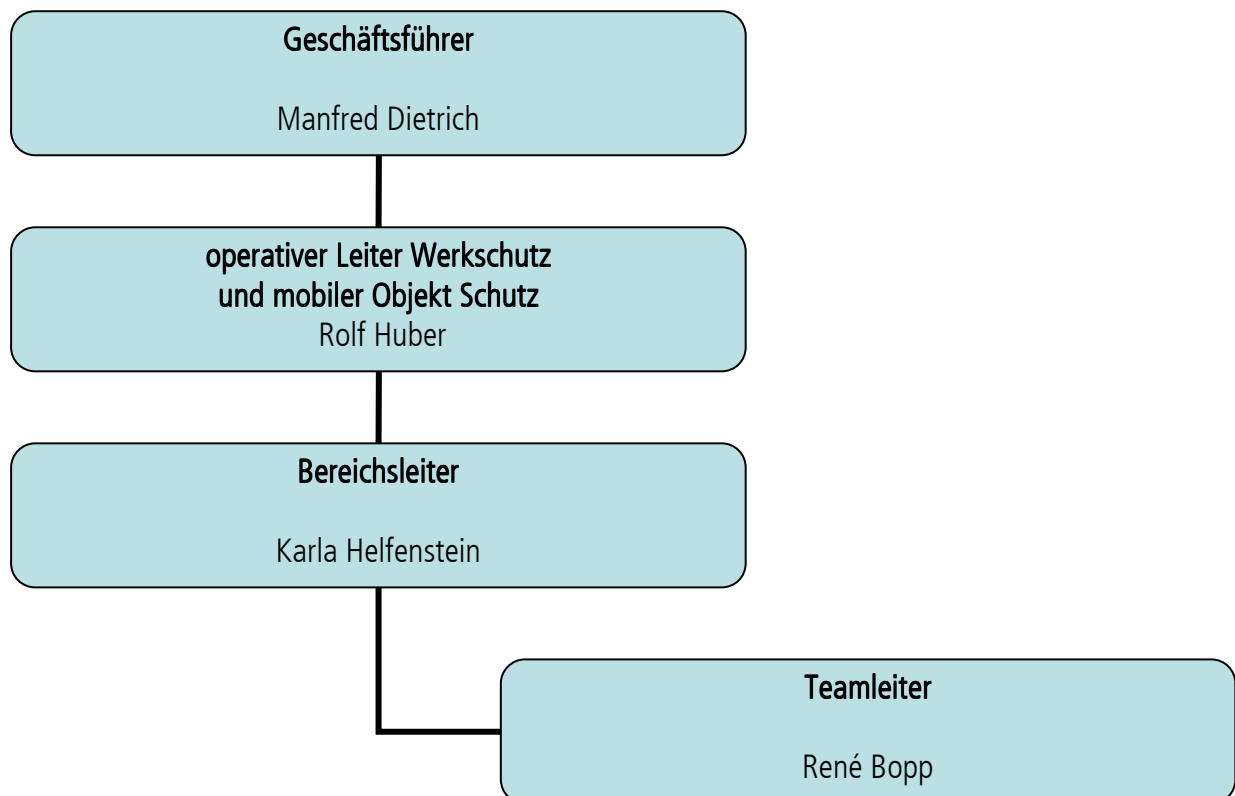 Geschäftsführer
Manfred Dietrich
operativer Leiter Werkschutz
und mobiler Objekt Schutz
Rolf Huber
Bereichsleiter
Karla Helfenstein
Teamleiter
René Bopp